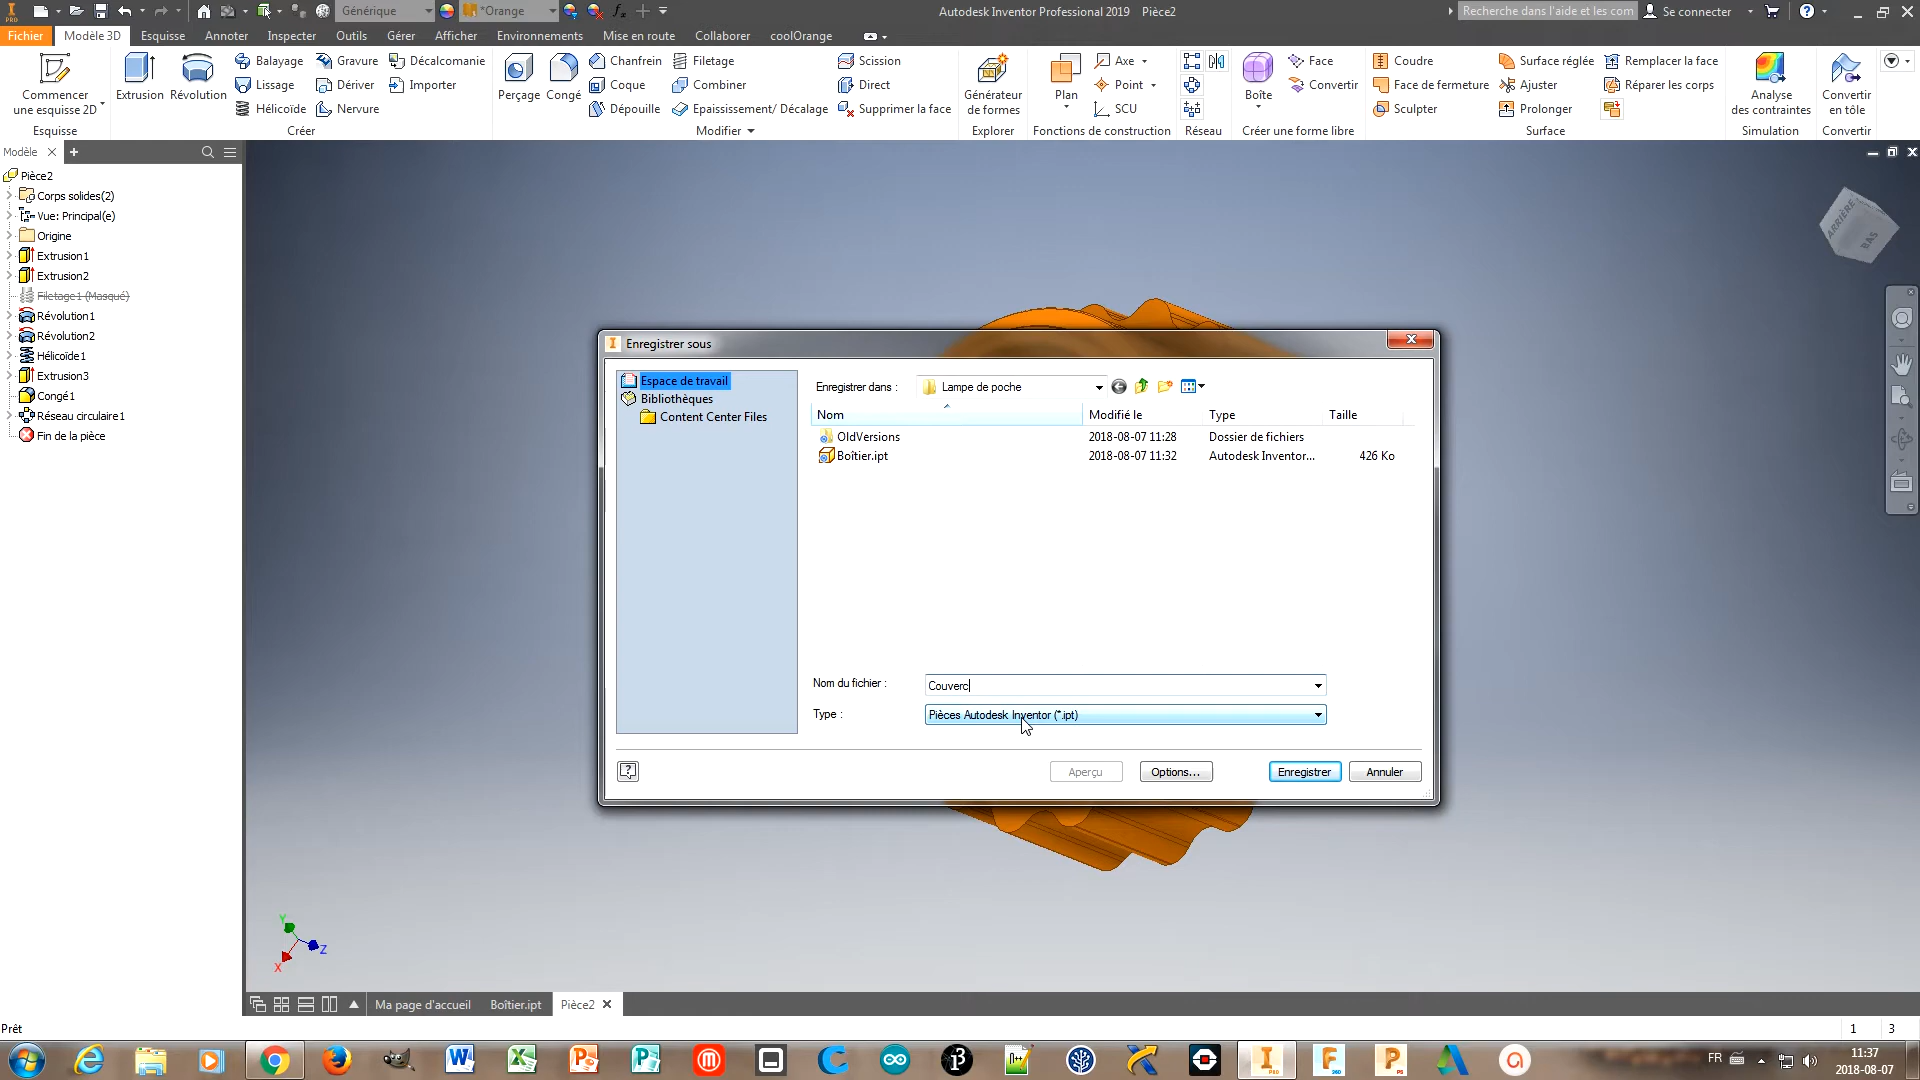 Générique
*Orange
Autodesk Inventor Professional 2019 Pièce2
Recherche dans l'aide et les com
Se connecter
Fichier Modèle 3D Esquisse Annoter Inspecter Outils Gérer Afficher Environnements Mise en route Collaborer coolOrange
Commencer une esquisse 2D
Esquisse
Extrusion
Révolution
Balayage
Lissage
Hélicoïde
Gravure
Dériver
Nervure
Décalcomanie
Importer
Créer
Perçage
Congé
Chanfrein
Coque
Dépouille
Filetage
Combiner
Epaississement/ Décalage
Scission
Direct
Supprimer la face
Modifier
Générateur de formes
Explorer
Plan
Axe
Point
SCU
Fonctions de construction
Réseau
Boîte
Face
Convertir
Créer une forme libre
Coudre
Face de fermeture
Sculpter
Surface réglée
Ajuster
Prolonger
Remplacer la face
Réparer les corps
Surface
Analyse des contraintes
Simulation
Convertir en tôle
Convertir
Modèle
Pièce2
Corps solides(2)
Vue: Principal(e)
Origine
Extrusion1
Extrusion2
Filetage1 (Masqué)
Révolution1
Révolution2
Hélicoïde1
Extrusion3
Congé1
Réseau circulaire1
Fin de la pièce
ARRIÈRE
BAS
Enregistrer sous
Espace de travail
Bibliothèques
Content Center Files
Enregistrer dans : Lampe de poche
Nom Modifié le Type Taille
OldVersions 2018-08-07 11:28 Dossier de fichiers
Boîtier.ipt 2018-08-07 11:32 Autodesk Inventor... 426 Ko
Nom du fichier : Couverc
Type : Pièces Autodesk Inventor (*.ipt)
Aperçu Options... Enregistrer Annuler
Y
Z
X
Ma page d'accueil Boîtier.ipt Pièce2
Prêt
1 3
FR
11:37
2018-08-07